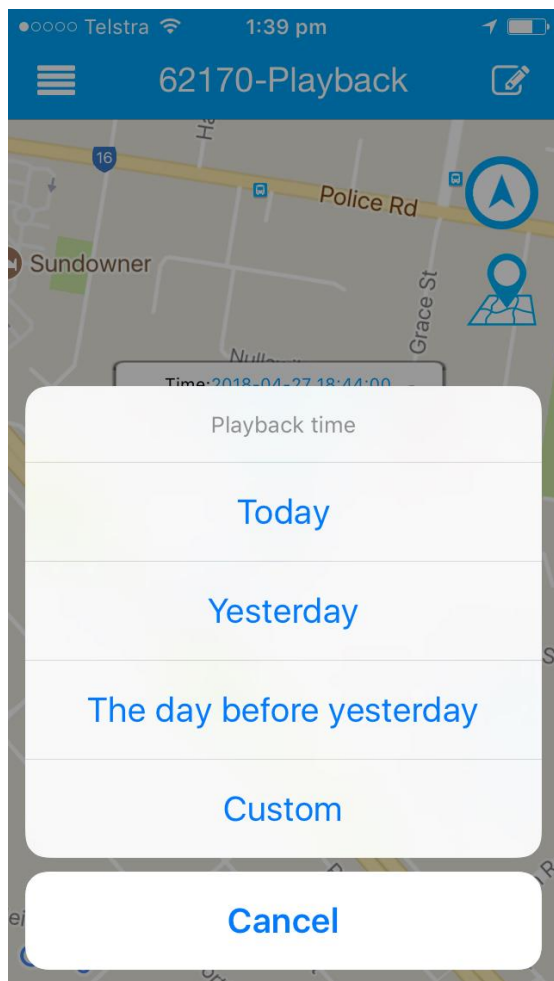 Telstra 1:39 pm
62170-Playback
16
Police Rd
Sundowner
Grace St
Time:2018-04-27 18:44:00
Playback time
Today
Yesterday
The day before yesterday
Custom
Cancel